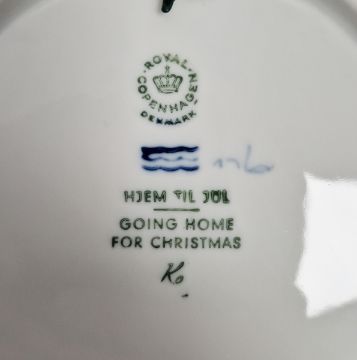 ROYAL
COPENHAGEN
DENMARK
HJEM TIL JUL
GOING HOME
FOR CHRISTMAS